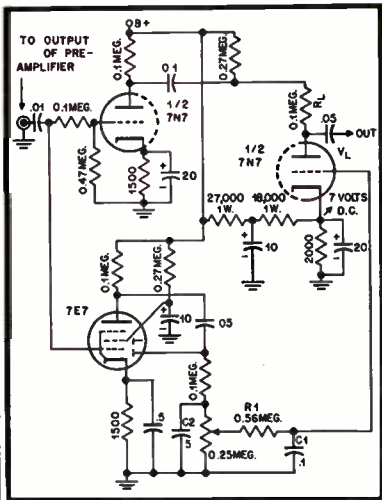 B+
TO OUTPUT
OF PRE-
AMPLIFIER
0.1MEG.
0.1
0.27MEG.
.01
0.1MEG.
1/2
7N7
0.1MEG.
RL
.05
OUT
1/2
7N7
VL
0.47MEG.
1500
+
20
27,000
1W.
18,000
1W.
7 VOLTS
D.C.
+
10
2000
+
20
0.1MEG.
0.27MEG.
7E7
+
10
.05
0.1MEG.
R1
0.56MEG.
1500
.5
C2
.5
0.25MEG.
C1
.1